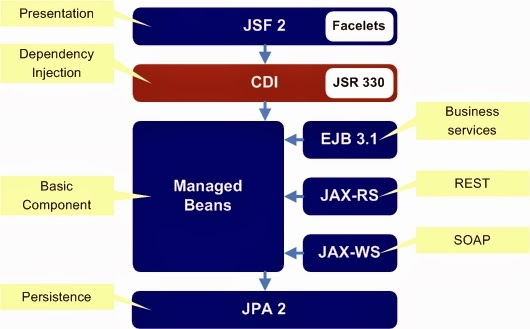 Presentation
JSF 2
Facelets
Dependency
Injection
CDI
JSR 330
Business
services
EJB 3.1
Basic
Component
Managed
Beans
JAX-RS
REST
JAX-WS
SOAP
Persistence
JPA 2